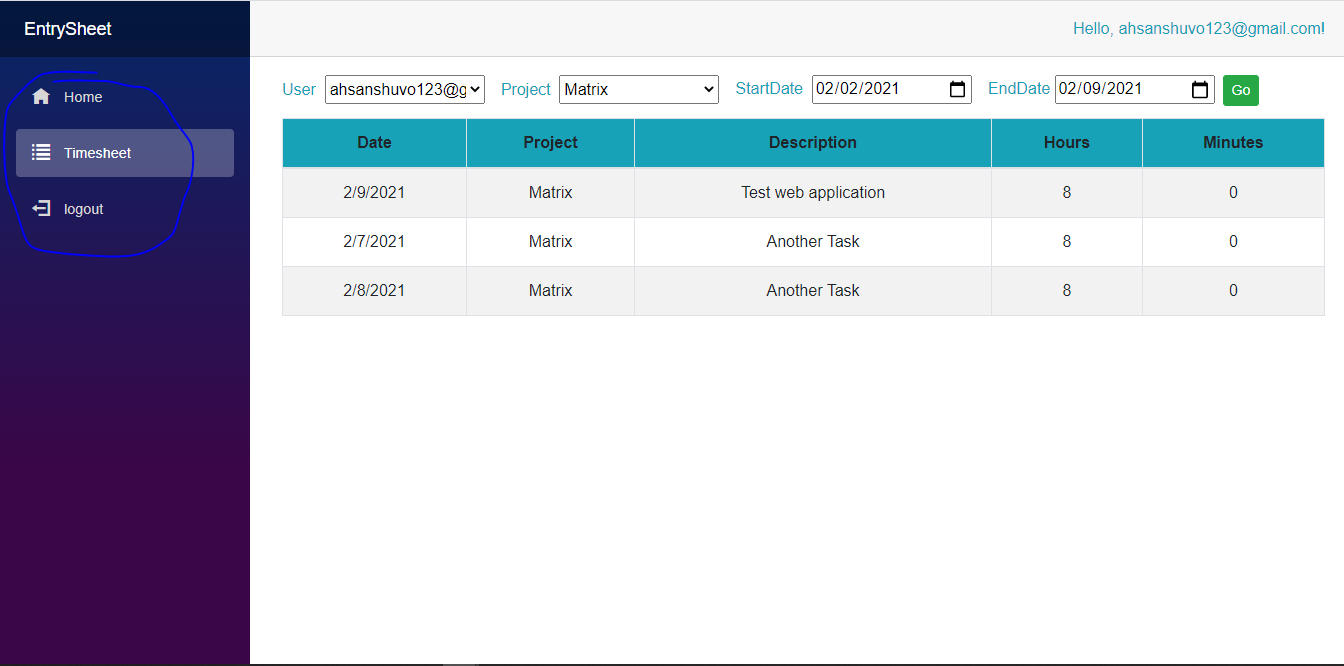 EntrySheet
Hello, ahsanshuvo123@gmail.com!
Home
Timesheet
logout
User ahsanshuvo123@g Project Matrix StartDate 02/02/2021 EndDate 02/09/2021 Go
Date Project Description Hours Minutes
2/9/2021 Matrix Test web application 8 0
2/7/2021 Matrix Another Task 8 0
2/8/2021 Matrix Another Task 8 0